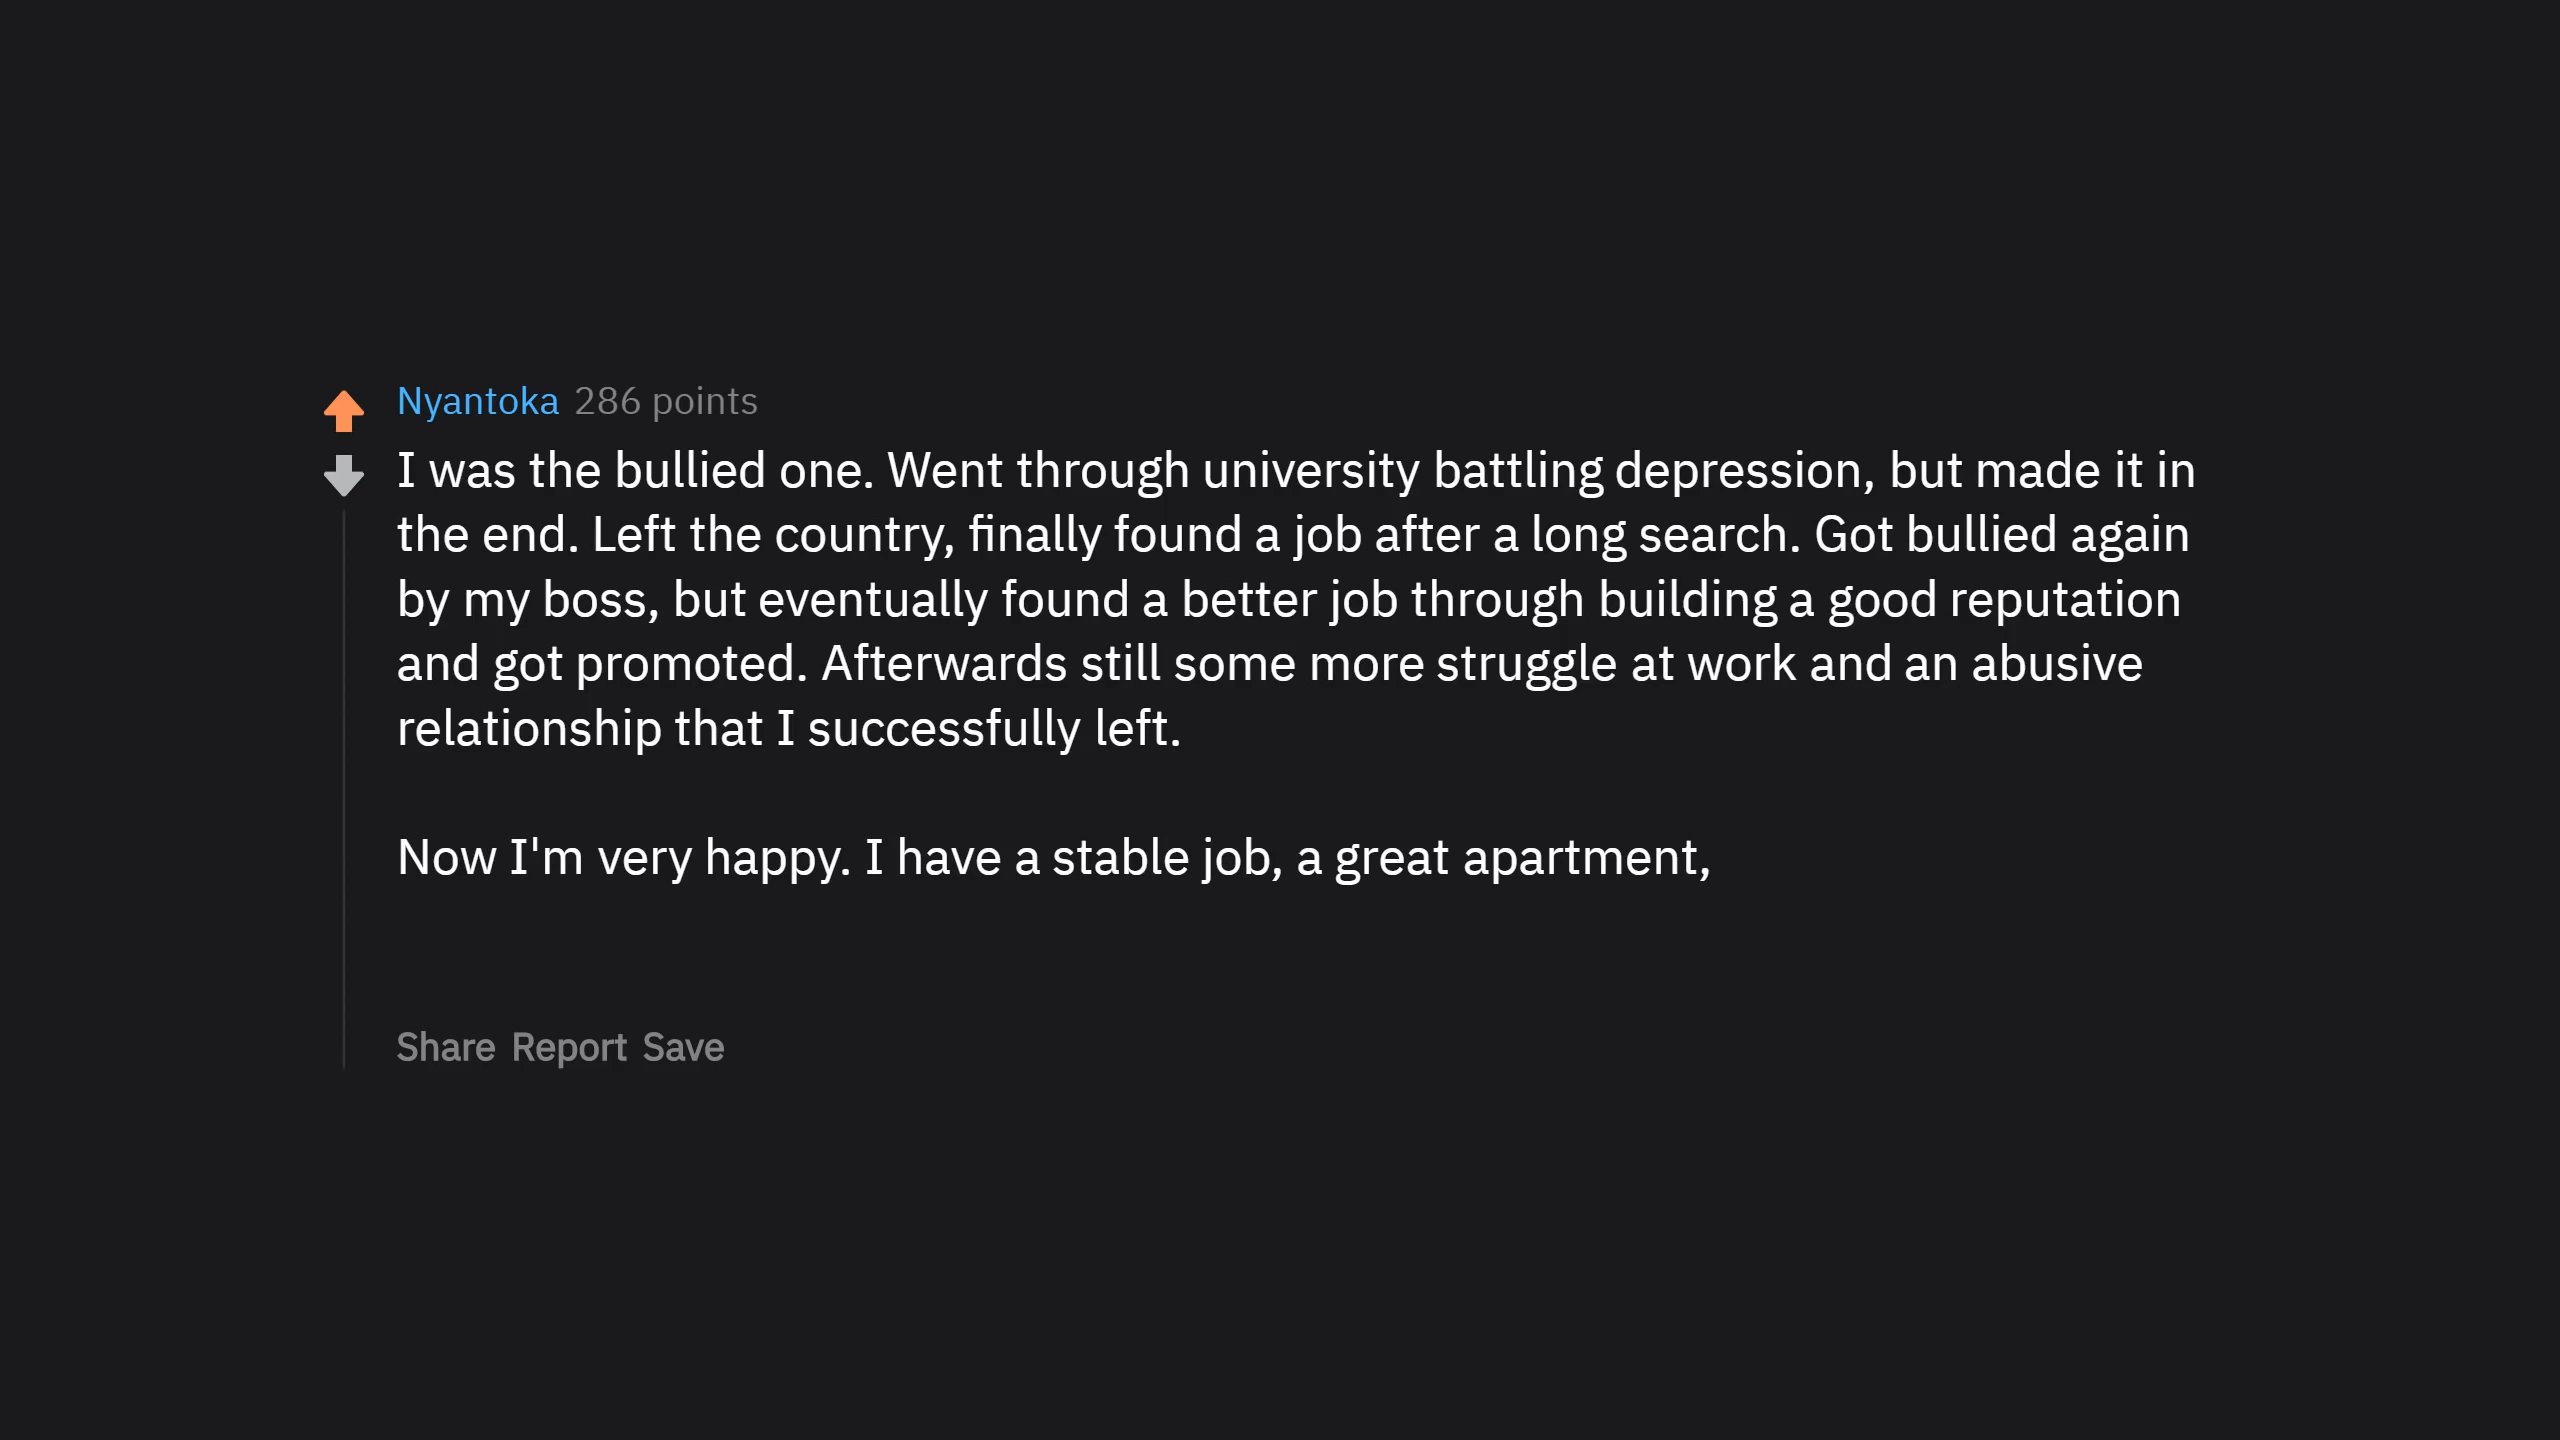 Nyantoka 286 points
I was the bullied one. Went through university battling depression, but made it in
the end. Left the country, finally found a job after a long search. Got bullied again
by my boss, but eventually found a better job through building a good reputation
and got promoted. Afterwards still some more struggle at work and an abusive
relationship that I successfully left.
Now I'm very happy. I have a stable job, a great apartment,
Share Report Save